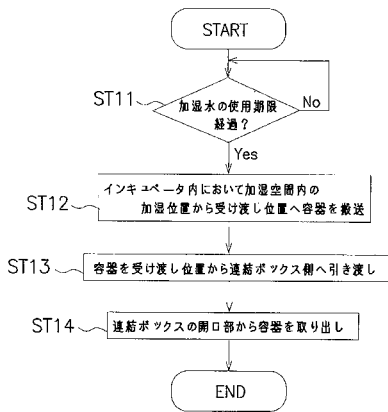 START
ST11
加湿水の使用期限
経過？
No
Yes
ST12
インキュベータ内において加湿空間内の
加湿位置から受け渡し位置へ容器を搬送
ST13
容器を受け渡し位置から連結ボックス側へ引き渡し
ST14
連結ボックスの開口部から容器を取り出し
END